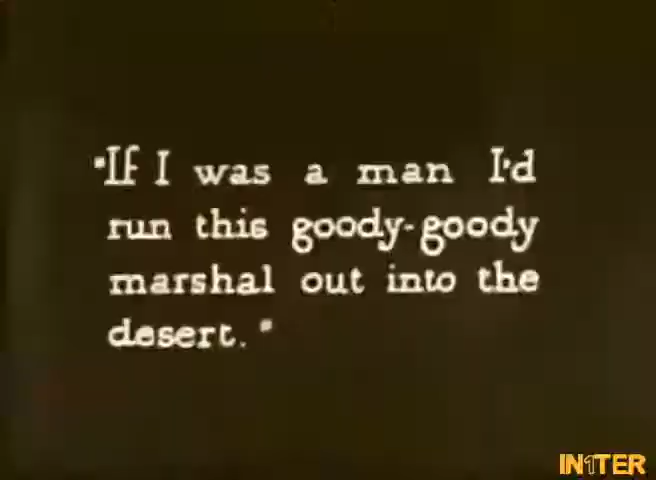 "If I was a man I'd
run this goody-goody
marshal out into the
desert."
IN1TER